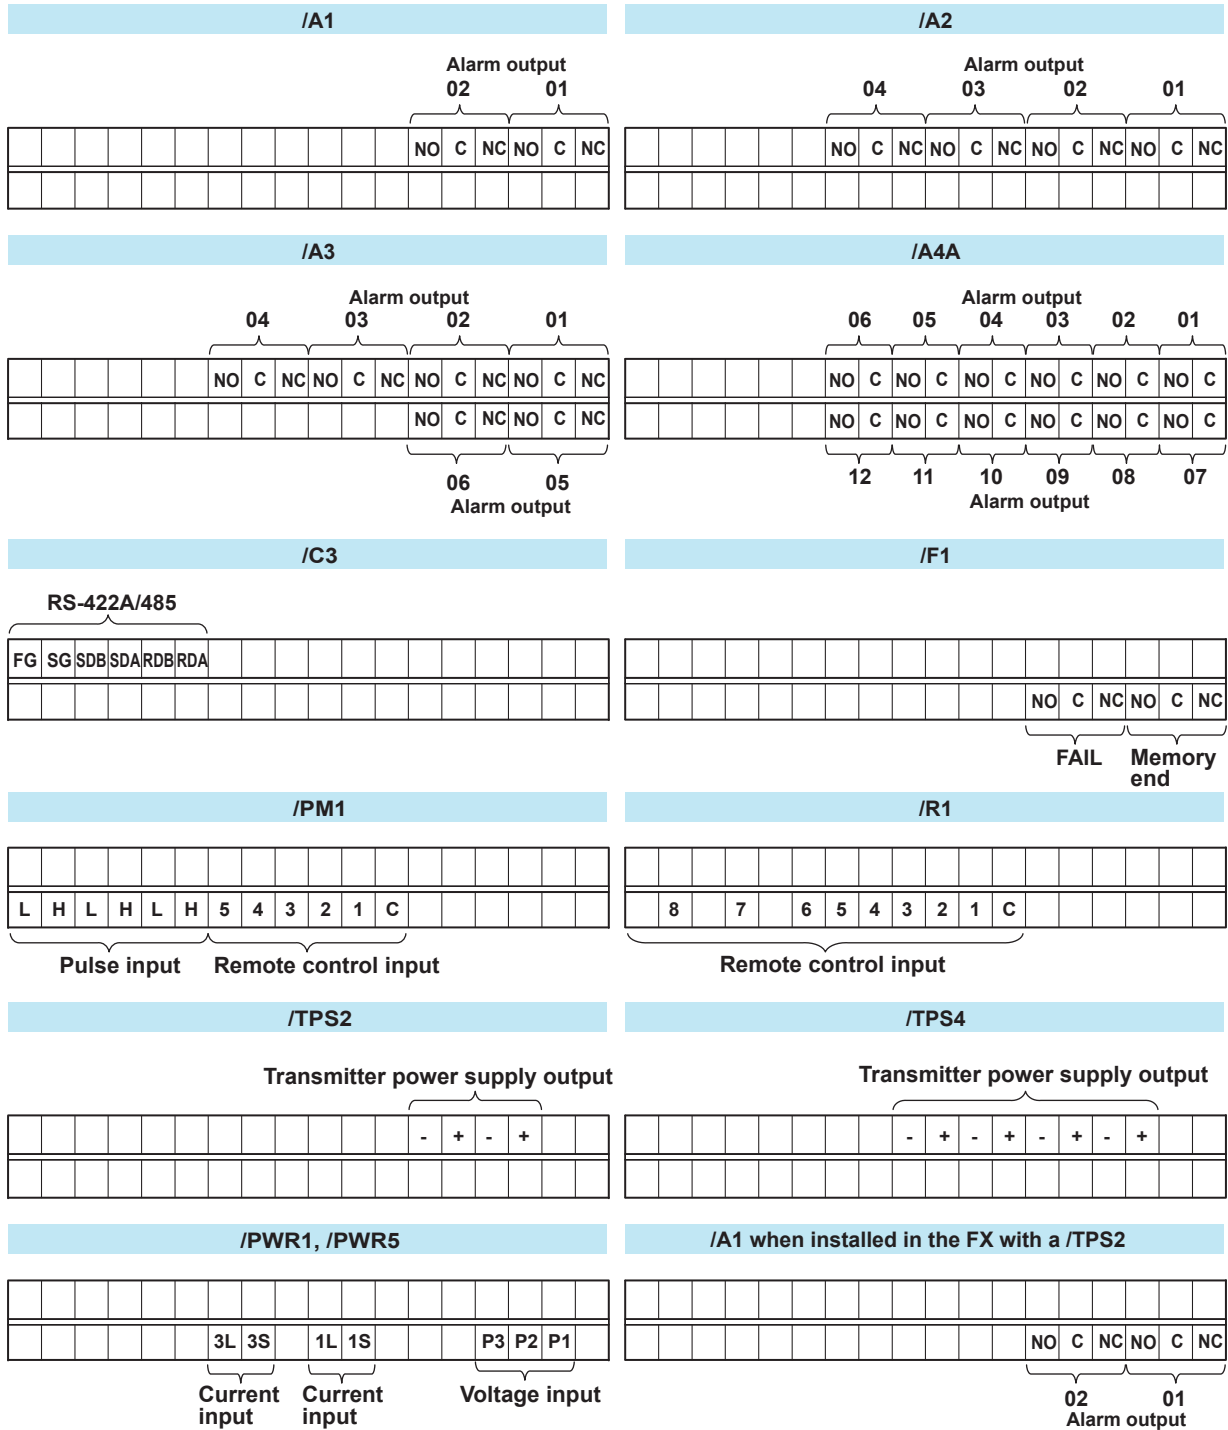 /A1
Alarm output
02 01
NO C NC NO C NC
/A2
Alarm output
04 03 02 01
NO C NC NO C NC NO C NC NO C NC
/A3
Alarm output
04 03 02 01
NO C NC NO C NC NO C NC NO C NC
NO C NC NO C NC
06 05
Alarm output
/A4A
Alarm output
06 05 04 03 02 01
NO C NO C NO C NO C NO C NO C
NO C NO C NO C NO C NO C NO C
12 11 10 09 08 07
Alarm output
/C3
RS-422A/485
FG SG SDB SDA RDB RDA
/F1
NO C NC NO C NC
FAIL Memory
end
/PM1
L H L H L H 5 4 3 2 1 C
Pulse input Remote control input
/R1
8 7 6 5 4 3 2 1 C
Remote control input
/TPS2
Transmitter power supply output
- + - +
/TPS4
Transmitter power supply output
- + - + - + - +
/PWR1, /PWR5
3L 3S 1L 1S P3 P2 P1
Current Current Voltage input
input input
/A1 when installed in the FX with a /TPS2
NO C NC NO C NC
02 01
Alarm output